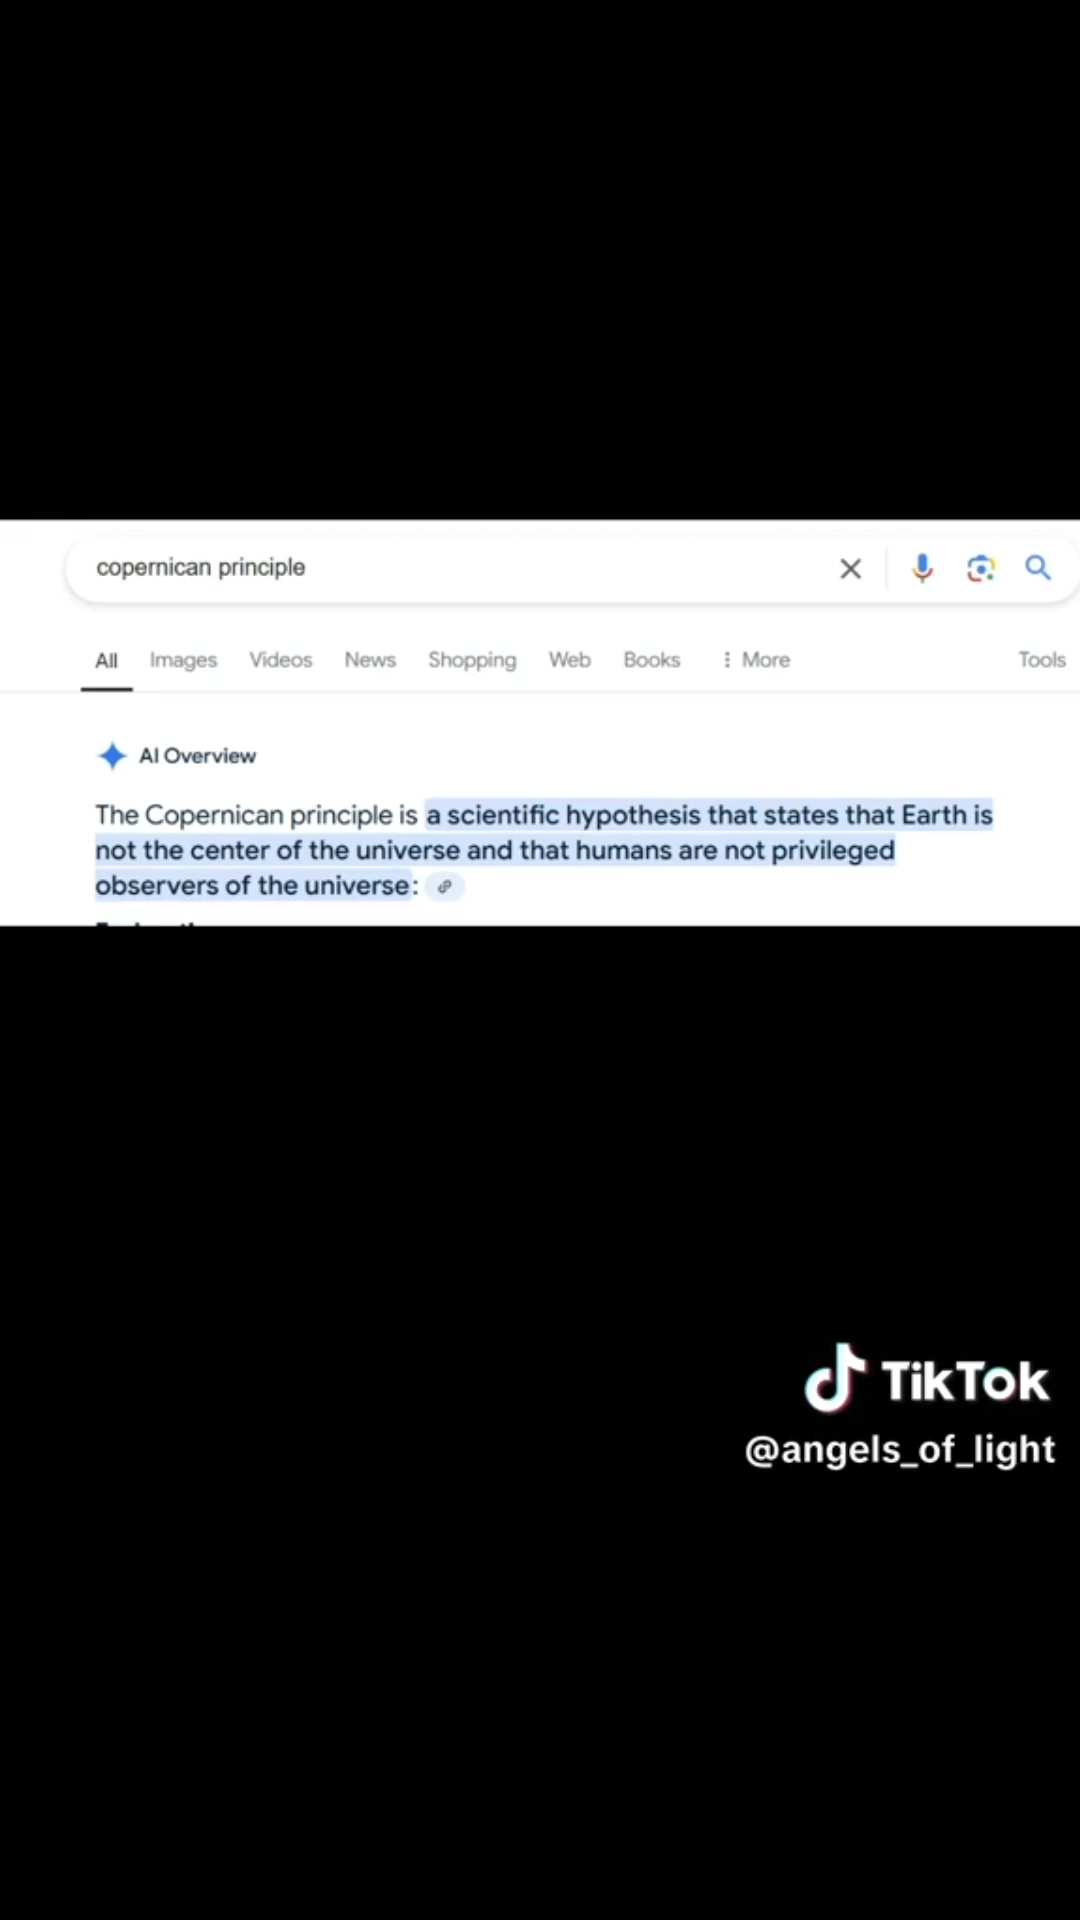 copernican principle
All Images Videos News Shopping Web Books More Tools
AI Overview
The Copernican principle is a scientific hypothesis that states that Earth is
not the center of the universe and that humans are not privileged
observers of the universe:
TikTok
@angels_of_light